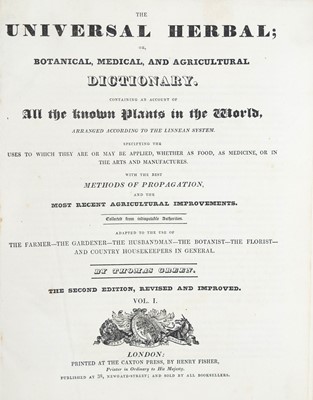 THE
UNIVERSAL HERBAL;
OR,
BOTANICAL, MEDICAL, AND AGRICULTURAL
DICTIONARY.
CONTAINING AN ACCOUNT OF
All the known Plants in the World,
ARRANGED ACCORDING TO THE LINNEAN SYSTEM.
SPECIFYING THE
USES TO WHICH THEY ARE OR MAY BE APPLIED, WHETHER AS FOOD, AS MEDICINE, OR IN
THE ARTS AND MANUFACTURES.
WITH THE BEST
METHODS OF PROPAGATION,
AND THE
MOST RECENT AGRICULTURAL IMPROVEMENTS.
Collected from indisputable Authorities.
ADAPTED TO THE USE OF
THE FARMER—THE GARDENER—THE HUSBANDMAN—THE BOTANIST—THE FLORIST—
AND COUNTRY HOUSEKEEPERS IN GENERAL.
BY THOMAS GREEN.
THE SECOND EDITION, REVISED AND IMPROVED.
VOL. I.
LONDON:
PRINTED AT THE CAXTON PRESS, BY HENRY FISHER,
Printer in Ordinary to His Majesty.
PUBLISHED AT 38, NEWGATE-STREET; AND SOLD BY ALL BOOKSELLERS.